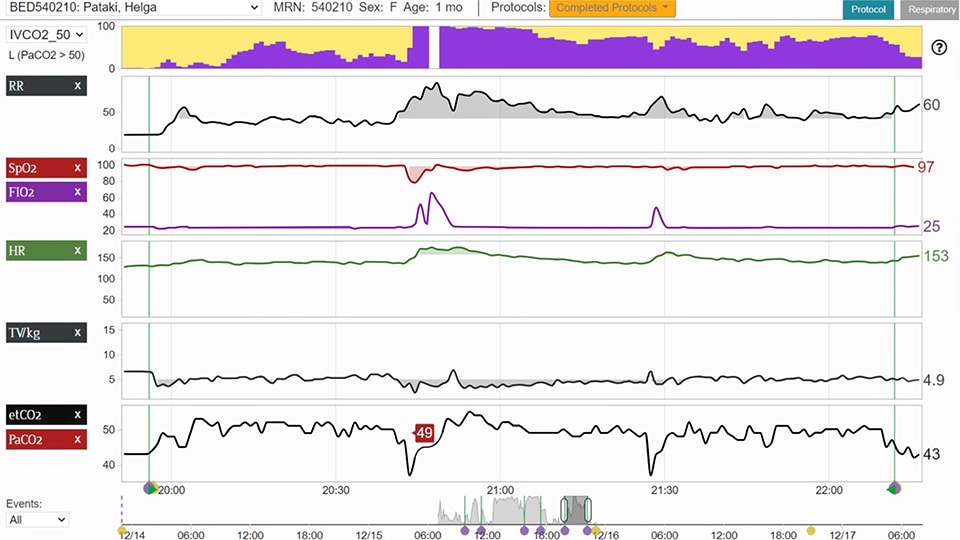 BED540210: Pataki, Helga MRN: 540210 Sex: F Age: 1 mo Protocols: Completed Protocols Protocol Respiratory
IVCO2_50 100
L (PaCO2 > 50) 0 ?
RR X 50 0 60
SpO2 X 100 97
FIO2 X 80 60 40 20 25
HR X 150 100 50 153
TV/kg X 15 10 5 4.9
etCO2 X 50 49
PaCO2 X 40 43
20:00 20:30 21:00 21:30 22:00
Events:
All
12/14 06:00 12:00 18:00 12/15 06:00 12:00 18:00 12/16 06:00 12:00 18:00 12/17 06:00